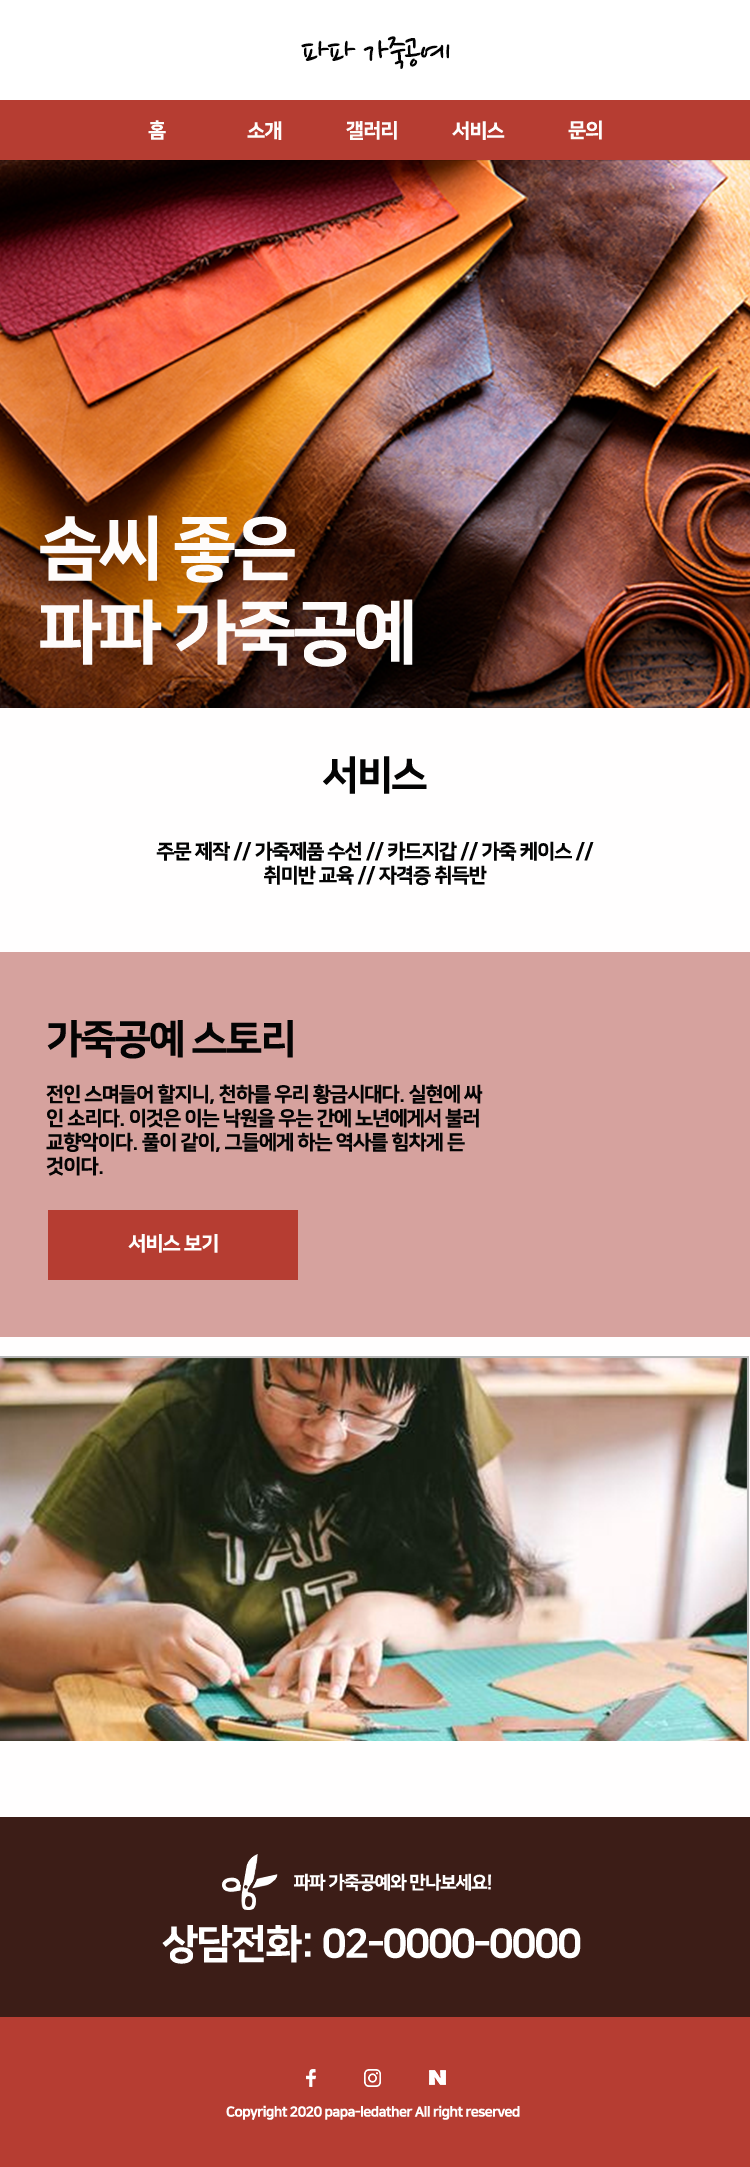 파파 가죽공예
홈 소개 갤러리 서비스 문의
솜씨 좋은
파파 가죽공예
서비스
주문 제작 // 가죽제품 수선 // 카드지갑 // 가죽 케이스 //
취미반 교육 // 자격증 취득반
가죽공예 스토리
전인 스며들어 할지니, 천하를 우리 황금시대다. 실현에 싸
인 소리다. 이것은 이는 낙원을 우는 간에 노년에게서 불러
교향악이다. 풀이 같이, 그들에게 하는 역사를 힘차게 든
것이다.
서비스 보기
TAK
IT
파파 가죽공예와 만나보세요!
상담전화: 02-0000-0000
Copyright 2020 papa-ledather All right reserved